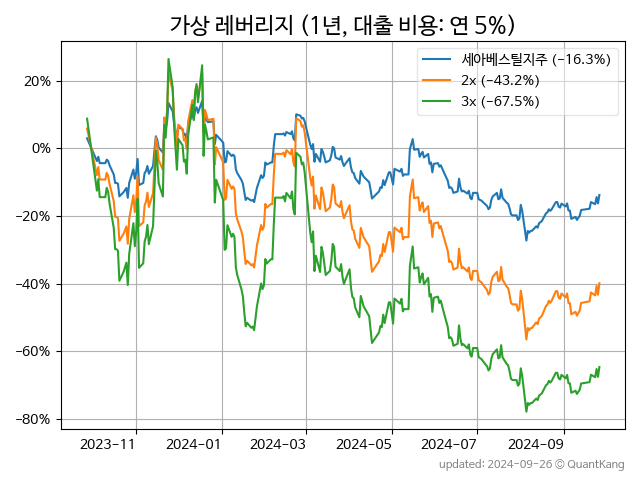 가상 레버리지 (1년, 대출 비용: 연 5%)
세아베스틸지주 (−16.3%)
2x (−43.2%)
3x (−67.5%)
20%
0%
−20%
−40%
−60%
−80%
2023-11
2024-01
2024-03
2024-05
2024-07
2024-09
updated: 2024-09-26 © QuantKang